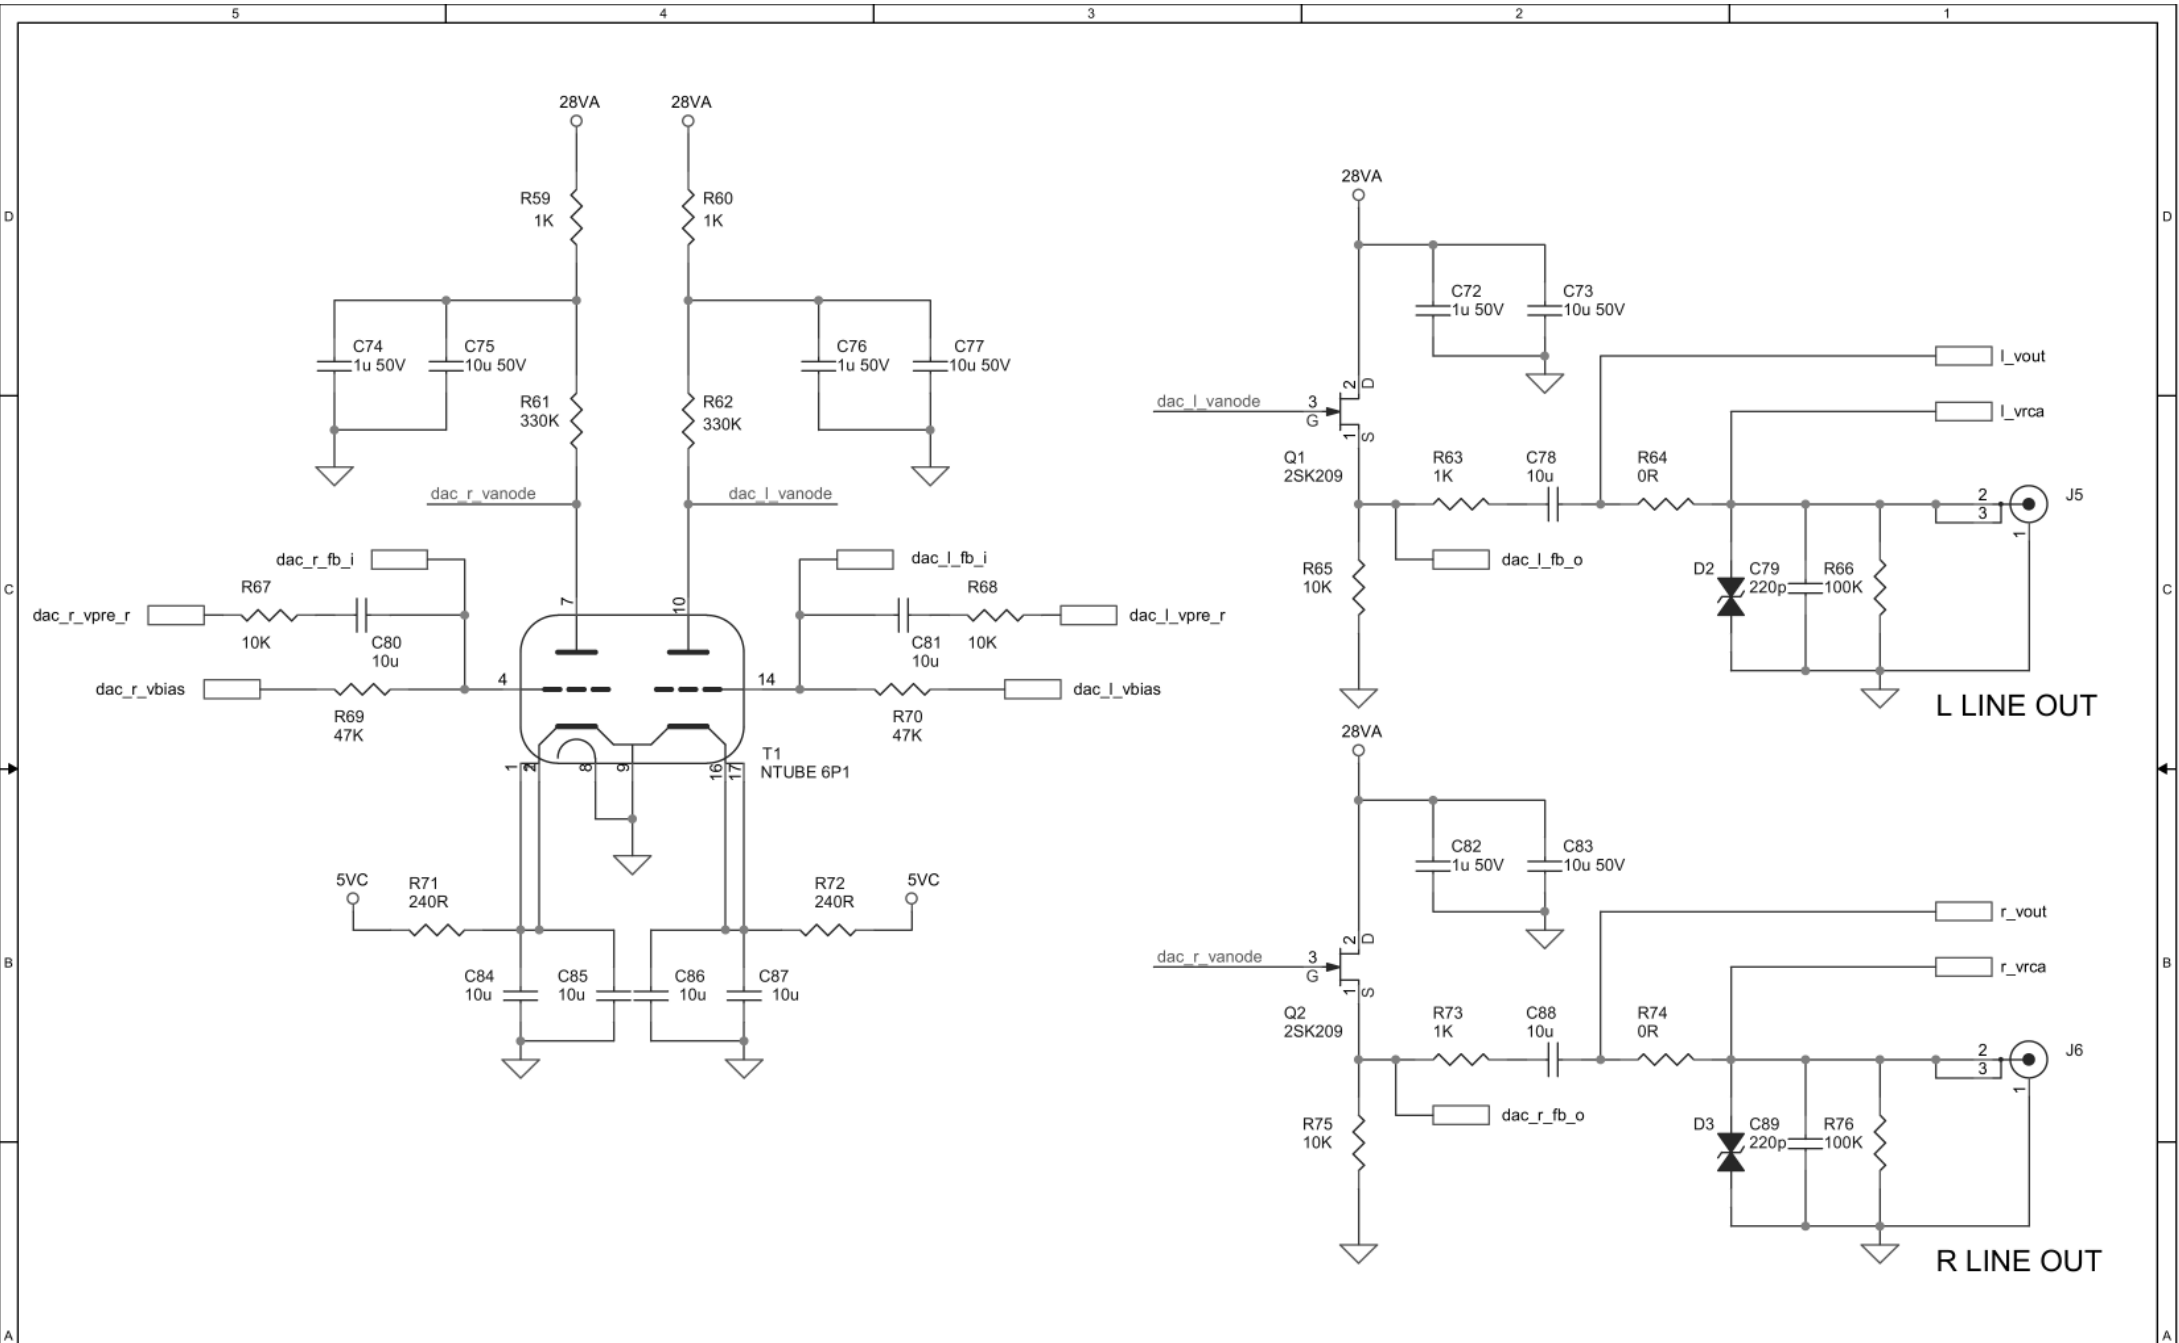 5 4 3 2 1
28VA 28VA
28VA
R59
1K
R60
1K
D D
C72
1u 50V
C73
10u 50V
C74
1u 50V
C75
10u 50V
C76
1u 50V
C77
10u 50V
l_vout
R61
330K
R62
330K
2 D
dac_l_vanode 3
G
1 S
l_vrca
Q1
2SK209
R63
1K
C78
10u
R64
0R
dac_r_vanode dac_l_vanode
2
3
J5
1
dac_r_fb_i dac_l_fb_i
dac_l_fb_o
R65
10K
D2
C79
220p
R66
100K
C C
R67
10K
R68
10K
7 10
dac_r_vpre_r dac_l_vpre_r
C80
10u
C81
10u
dac_r_vbias 4 14 dac_l_vbias
R69
47K
R70
47K
L LINE OUT
1 2 8 9 16 17
T1
NTUBE 6P1
28VA
5VC
R71
240R
R72
240R
5VC
C82
1u 50V
C83
10u 50V
r_vout
2 D
dac_r_vanode 3
G
1 S
r_vrca
B B
C84
10u
C85
10u
C86
10u
C87
10u
Q2
2SK209
R73
1K
C88
10u
R74
0R
2
3
J6
1
dac_r_fb_o
R75
10K
D3
C89
220p
R76
100K
R LINE OUT
A A